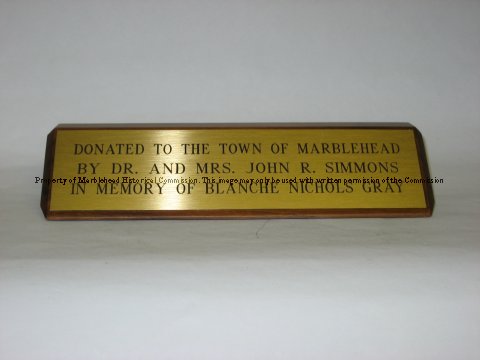 DONATED TO THE TOWN OF MARBLEHEAD
BY DR. AND MRS. JOHN R. SIMMONS
Property of Marblehead Historical Commission. This image may only be used with written permission of the Commission.
IN MEMORY OF BLANCHE NICHOLS GRAY